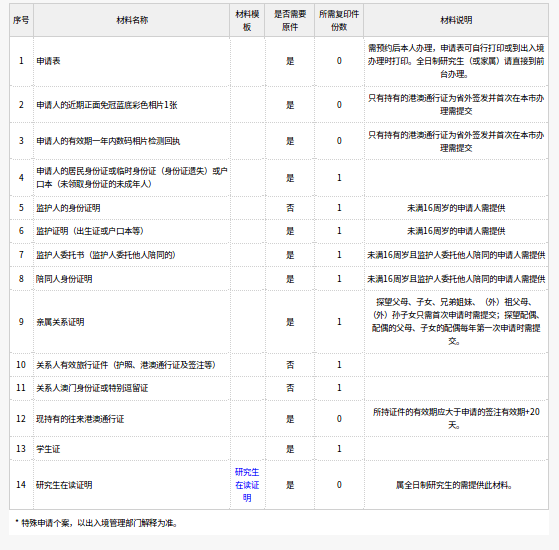 序号 材料名称 材料模板 是否需要原件 所需复印件份数 材料说明
1 申请表 是 0 需预约后本人办理，申请表可自行打印或到出入境办理时打印。全日制研究生（或家属）请直接到前台办理。
2 申请人的近期正面免冠蓝底彩色相片1张 是 0 只有持有的港澳通行证为省外签发并首次在本市办理需提交
3 申请人的有效期一年内数码相片检测回执 是 0 只有持有的港澳通行证为省外签发并首次在本市办理需提交
4 申请人的居民身份证或临时身份证（身份证遗失）或户口本（未领取身份证的未成年人） 是 1
5 监护人的身份证明 否 1 未满16周岁的申请人需提供
6 监护证明（出生证或户口本等） 是 1 未满16周岁的申请人需提供
7 监护人委托书（监护人委托他人陪同的） 是 1 未满16周岁且监护人委托他人陪同的申请人需提供
8 陪同人身份证明 是 1 未满16周岁且监护人委托他人陪同的申请人需提供
9 亲属关系证明 是 1 探望父母、子女、兄弟姐妹、（外）祖父母、（外）孙子女只需首次申请时需提交；探望配偶、配偶的父母、子女的配偶每年第一次申请时需提交。
10 关系人有效旅行证件（护照、港澳通行证及签注等） 否 1
11 关系人澳门身份证或特别逗留证 否 1
12 现持有的往来港澳通行证 是 0 所持证件的有效期应大于申请的签注有效期+20天。
13 学生证 是 1
14 研究生在读证明 研究生在读证明 是 0 属全日制研究生的需提供此材料。
* 特殊申请个案，以出入境管理部门解释为准。